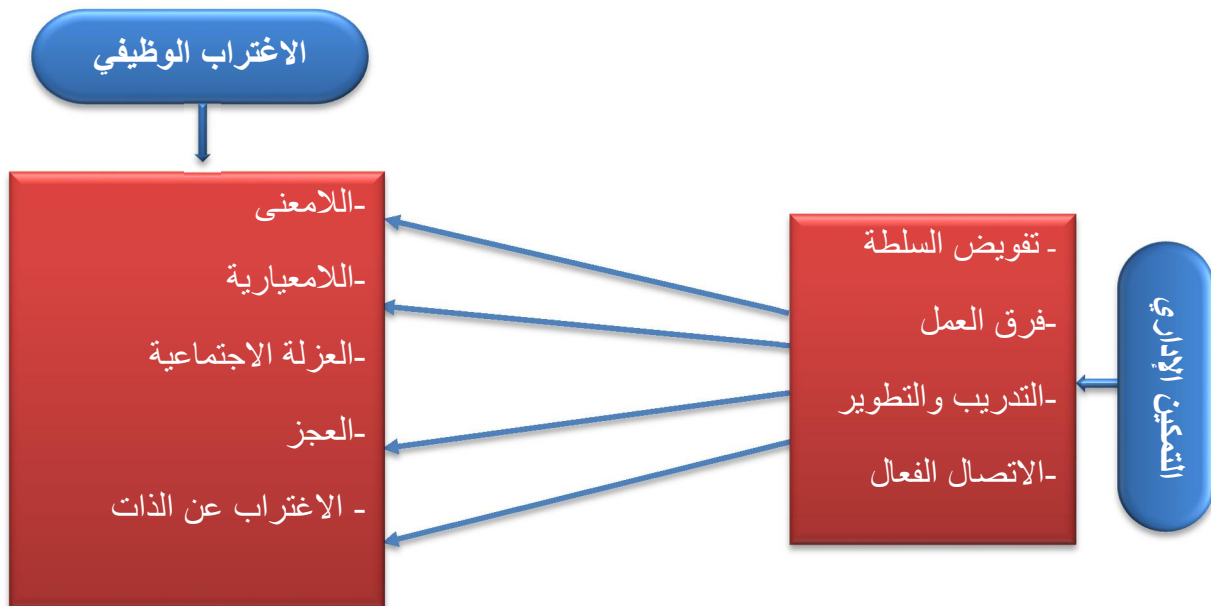 الاغتراب الوظيفي
-اللامعنى
-اللامعيارية
-العزلة الاجتماعية
-العجز
- الاغتراب عن الذات
- تفويض السلطة
-فرق العمل
-التدريب والتطوير
-الاتصال الفعال
التمكين الإداري